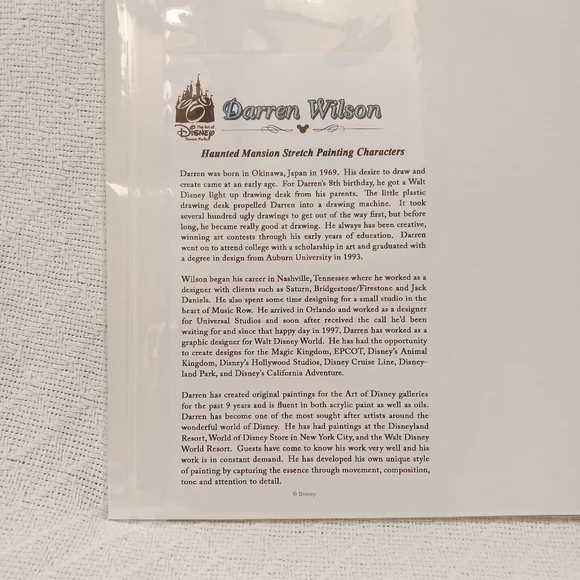 The Art of
Disney
Theme Parks
Darren Wilson
Haunted Mansion Stretch Painting Characters
Darren was born in Okinawa, Japan in 1969. His desire to draw and
create came at an early age. For Darren's 8th birthday, he got a Walt
Disney light up drawing desk from his parents. The little plastic
drawing desk propelled Darren into a drawing machine. It took
several hundred ugly drawings to get out of the way first, but before
long, he became really good at drawing. He always has been creative,
winning art contests through his early years of education. Darren
went on to attend college with a scholarship in art and graduated with
a degree in design from Auburn University in 1993.
Wilson began his career in Nashville, Tennessee where he worked as a
designer with clients such as Saturn, Bridgestone/Firestone and Jack
Daniels. He also spent some time designing for a small studio in the
heart of Music Row. He arrived in Orlando and worked as a designer
for Universal Studios and soon after received the call he'd been
waiting for and since that happy day in 1997, Darren has worked as a
graphic designer for Walt Disney World. He has had the opportunity
to create designs for the Magic Kingdom, EPCOT, Disney's Animal
Kingdom, Disney's Hollywood Studios, Disney Cruise Line, Disney-
land Park, and Disney's California Adventure.
Darren has created original paintings for the Art of Disney galleries
for the past 9 years and is fluent in both acrylic paint as well as oils.
Darren has become one of the most sought after artists around the
wonderful world of Disney. He has had paintings at the Disneyland
Resort, World of Disney Store in New York City, and the Walt Disney
World Resort. Guests have come to know his work very well and his
work is in constant demand. He has developed his own unique style
of painting by capturing the essence through movement, composition,
tone and attention to detail.
© Disney